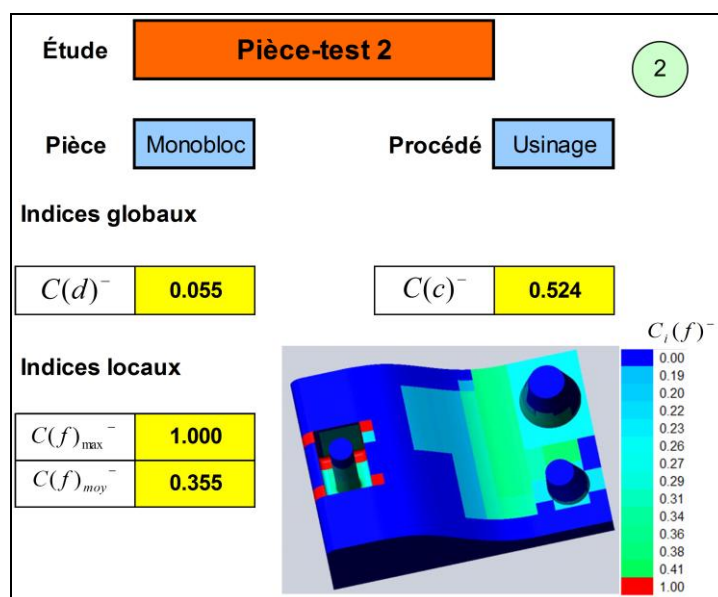 Étude Pièce-test 2
2
Pièce Monobloc Procédé Usinage
Indices globaux
C(d)⁻ 0.055 C(c)⁻ 0.524
Indices locaux
C(f)max⁻ 1.000
C(f)moy⁻ 0.355
Ci(f)⁻
0.00
0.19
0.20
0.22
0.23
0.26
0.27
0.29
0.31
0.34
0.36
0.38
0.41
1.00